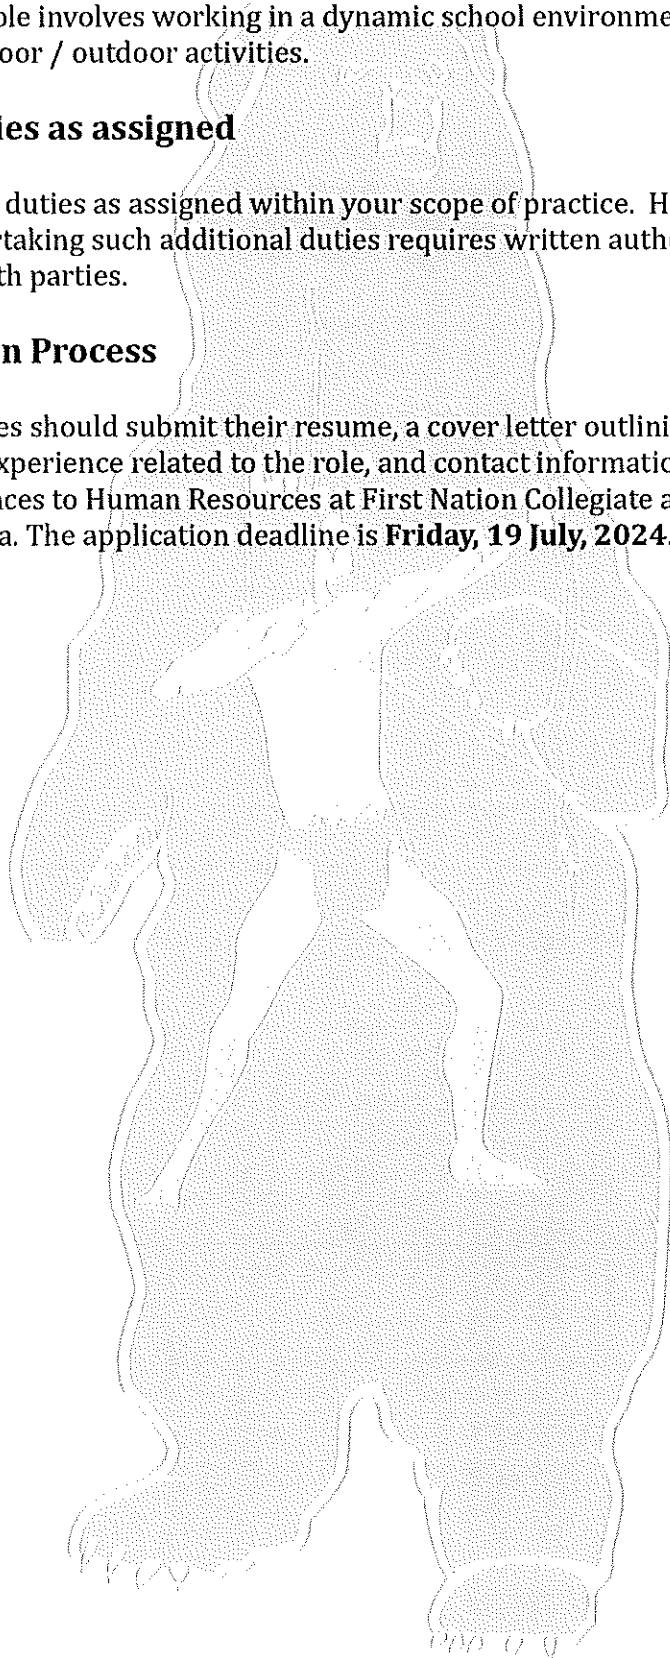 ole involves working in a dynamic school environme
oor / outdoor activities.
ies as assigned
duties as assigned within your scope of practice. H
rtaking such additional duties requires written auth
th parties.
n Process
es should submit their resume, a cover letter outlini
xperience related to the role, and contact informatio
nces to Human Resources at First Nation Collegiate a
a. The application deadline is Friday, 19 July, 2024.